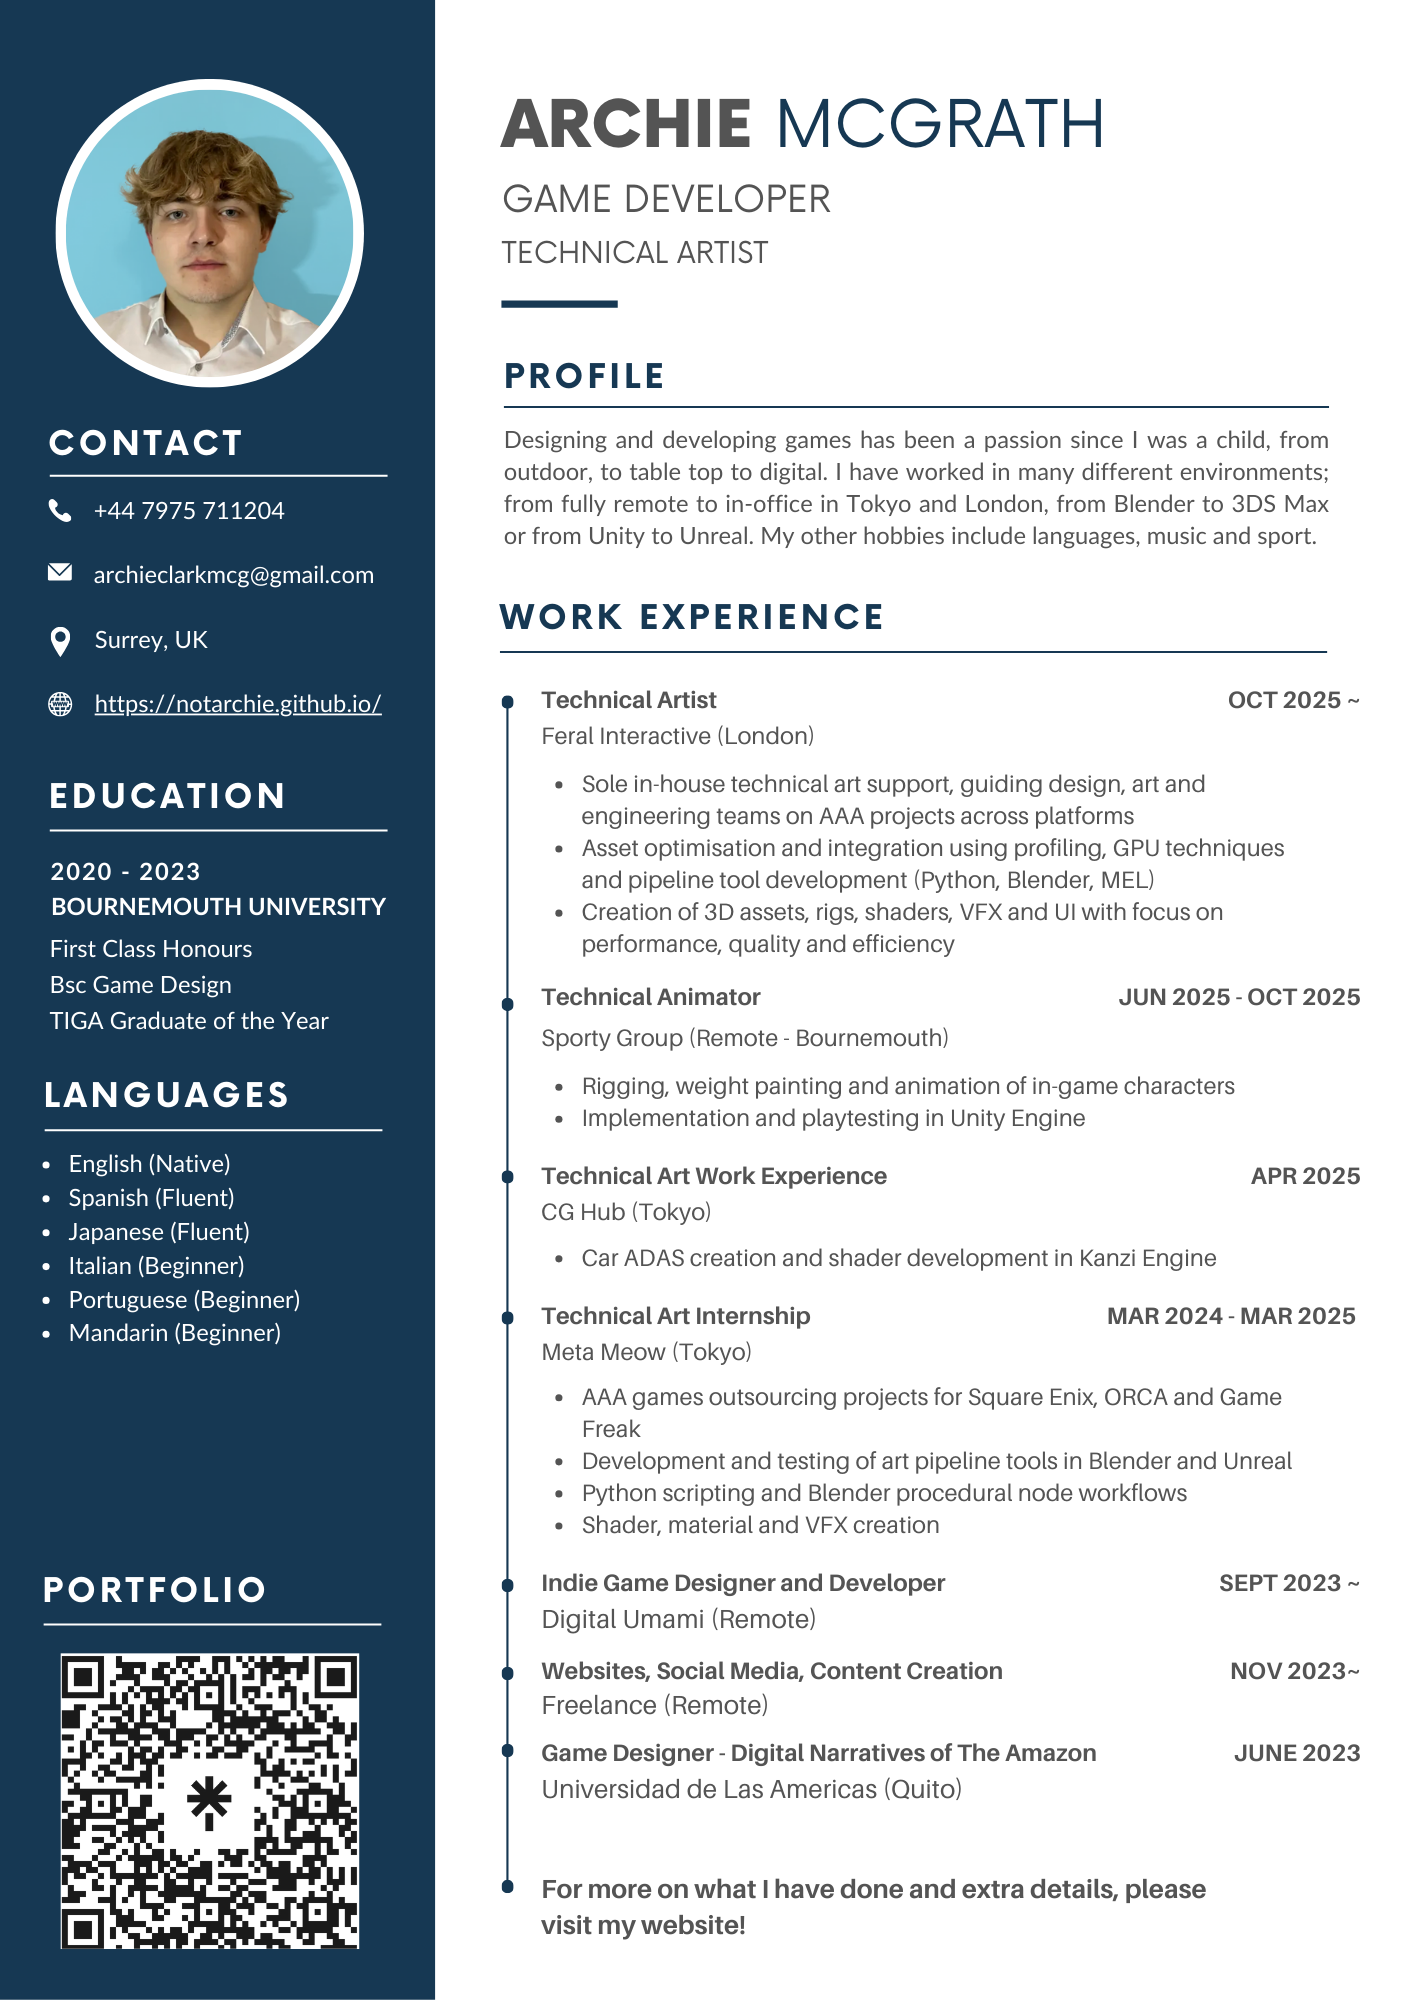 ARCHIE MCGRATH
GAME DEVELOPER
TECHNICAL ARTIST
CONTACT
+44 7975 711204
archieclarkmcg@gmail.com
Surrey, UK
https://notarchie.github.io/
EDUCATION
2020 - 2023
BOURNEMOUTH UNIVERSITY
First Class Honours
Bsc Game Design
TIGA Graduate of the Year
LANGUAGES
• English (Native)
• Spanish (Fluent)
• Japanese (Fluent)
• Italian (Beginner)
• Portuguese (Beginner)
• Mandarin (Beginner)
PORTFOLIO
PROFILE
Designing and developing games has been a passion since I was a child, from
outdoor, to table top to digital. I have worked in many different environments;
from fully remote to in-office in Tokyo and London, from Blender to 3DS Max
or from Unity to Unreal. My other hobbies include languages, music and sport.
WORK EXPERIENCE
Technical Artist OCT 2025 ~
Feral Interactive (London)
• Sole in-house technical art support, guiding design, art and
engineering teams on AAA projects across platforms
• Asset optimisation and integration using profiling, GPU techniques
and pipeline tool development (Python, Blender, MEL)
• Creation of 3D assets, rigs, shaders, VFX and UI with focus on
performance, quality and efficiency
Technical Animator JUN 2025 - OCT 2025
Sporty Group (Remote - Bournemouth)
• Rigging, weight painting and animation of in-game characters
• Implementation and playtesting in Unity Engine
Technical Art Work Experience APR 2025
CG Hub (Tokyo)
• Car ADAS creation and shader development in Kanzi Engine
Technical Art Internship MAR 2024 - MAR 2025
Meta Meow (Tokyo)
• AAA games outsourcing projects for Square Enix, ORCA and Game
Freak
• Development and testing of art pipeline tools in Blender and Unreal
• Python scripting and Blender procedural node workflows
• Shader, material and VFX creation
Indie Game Designer and Developer SEPT 2023 ~
Digital Umami (Remote)
Websites, Social Media, Content Creation NOV 2023~
Freelance (Remote)
Game Designer - Digital Narratives of The Amazon JUNE 2023
Universidad de Las Americas (Quito)
For more on what I have done and extra details, please
visit my website!